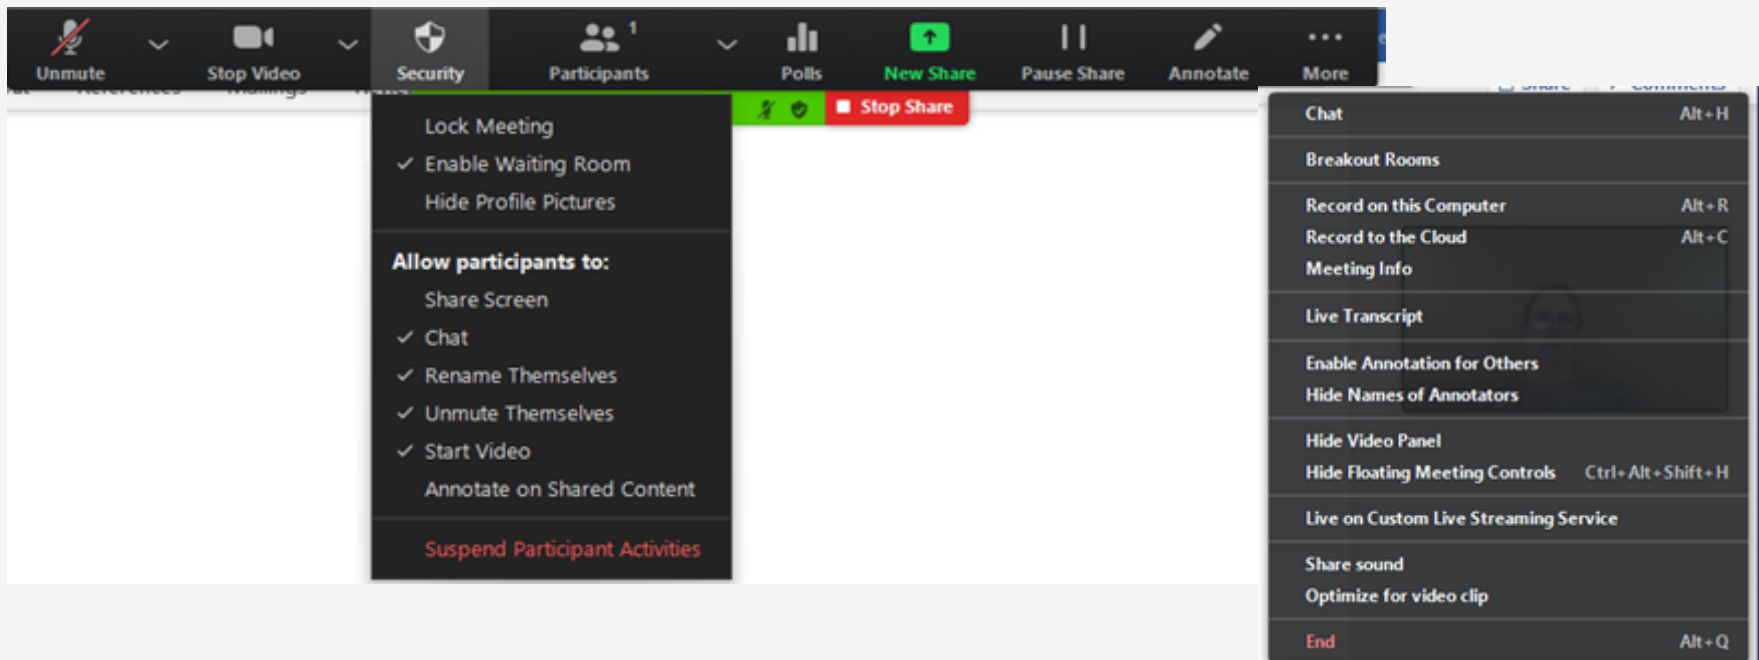 Unmute
Stop Video
Security
Participants
1
Polls
New Share
Pause Share
Annotate
More
References
Mailings
Stop Share
Lock Meeting
✓ Enable Waiting Room
Hide Profile Pictures
Allow participants to:
Share Screen
✓ Chat
✓ Rename Themselves
✓ Unmute Themselves
✓ Start Video
Annotate on Shared Content
Suspend Participant Activities
Share
Comments
Chat Alt+H
Breakout Rooms
Record on this Computer Alt+R
Record to the Cloud Alt+C
Meeting Info
Live Transcript
Enable Annotation for Others
Hide Names of Annotators
Hide Video Panel
Hide Floating Meeting Controls Ctrl+Alt+Shift+H
Live on Custom Live Streaming Service
Share sound
Optimize for video clip
End Alt+Q